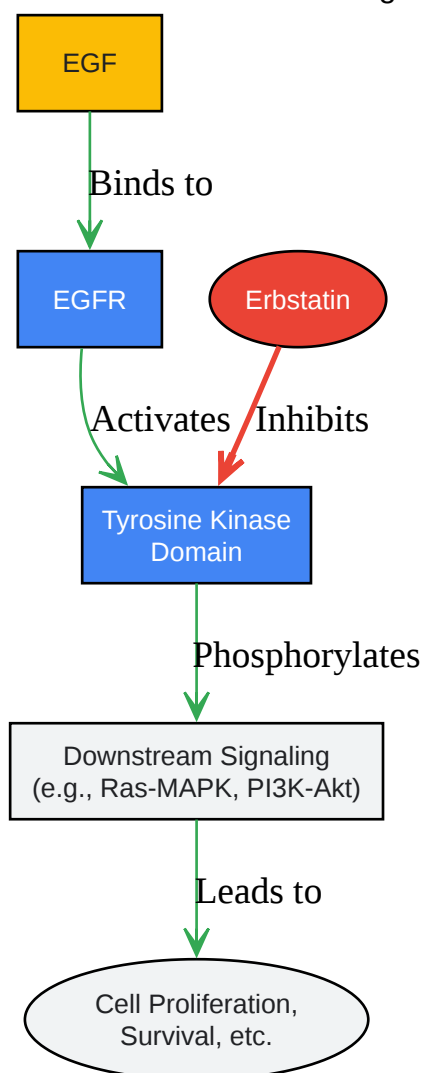 EGF
Binds to
EGFR
Erbstatin
Activates
Inhibits
Tyrosine Kinase
Domain
Phosphorylates
Downstream Signaling
(e.g., Ras-MAPK, PI3K-Akt)
Leads to
Cell Proliferation,
Survival, etc.